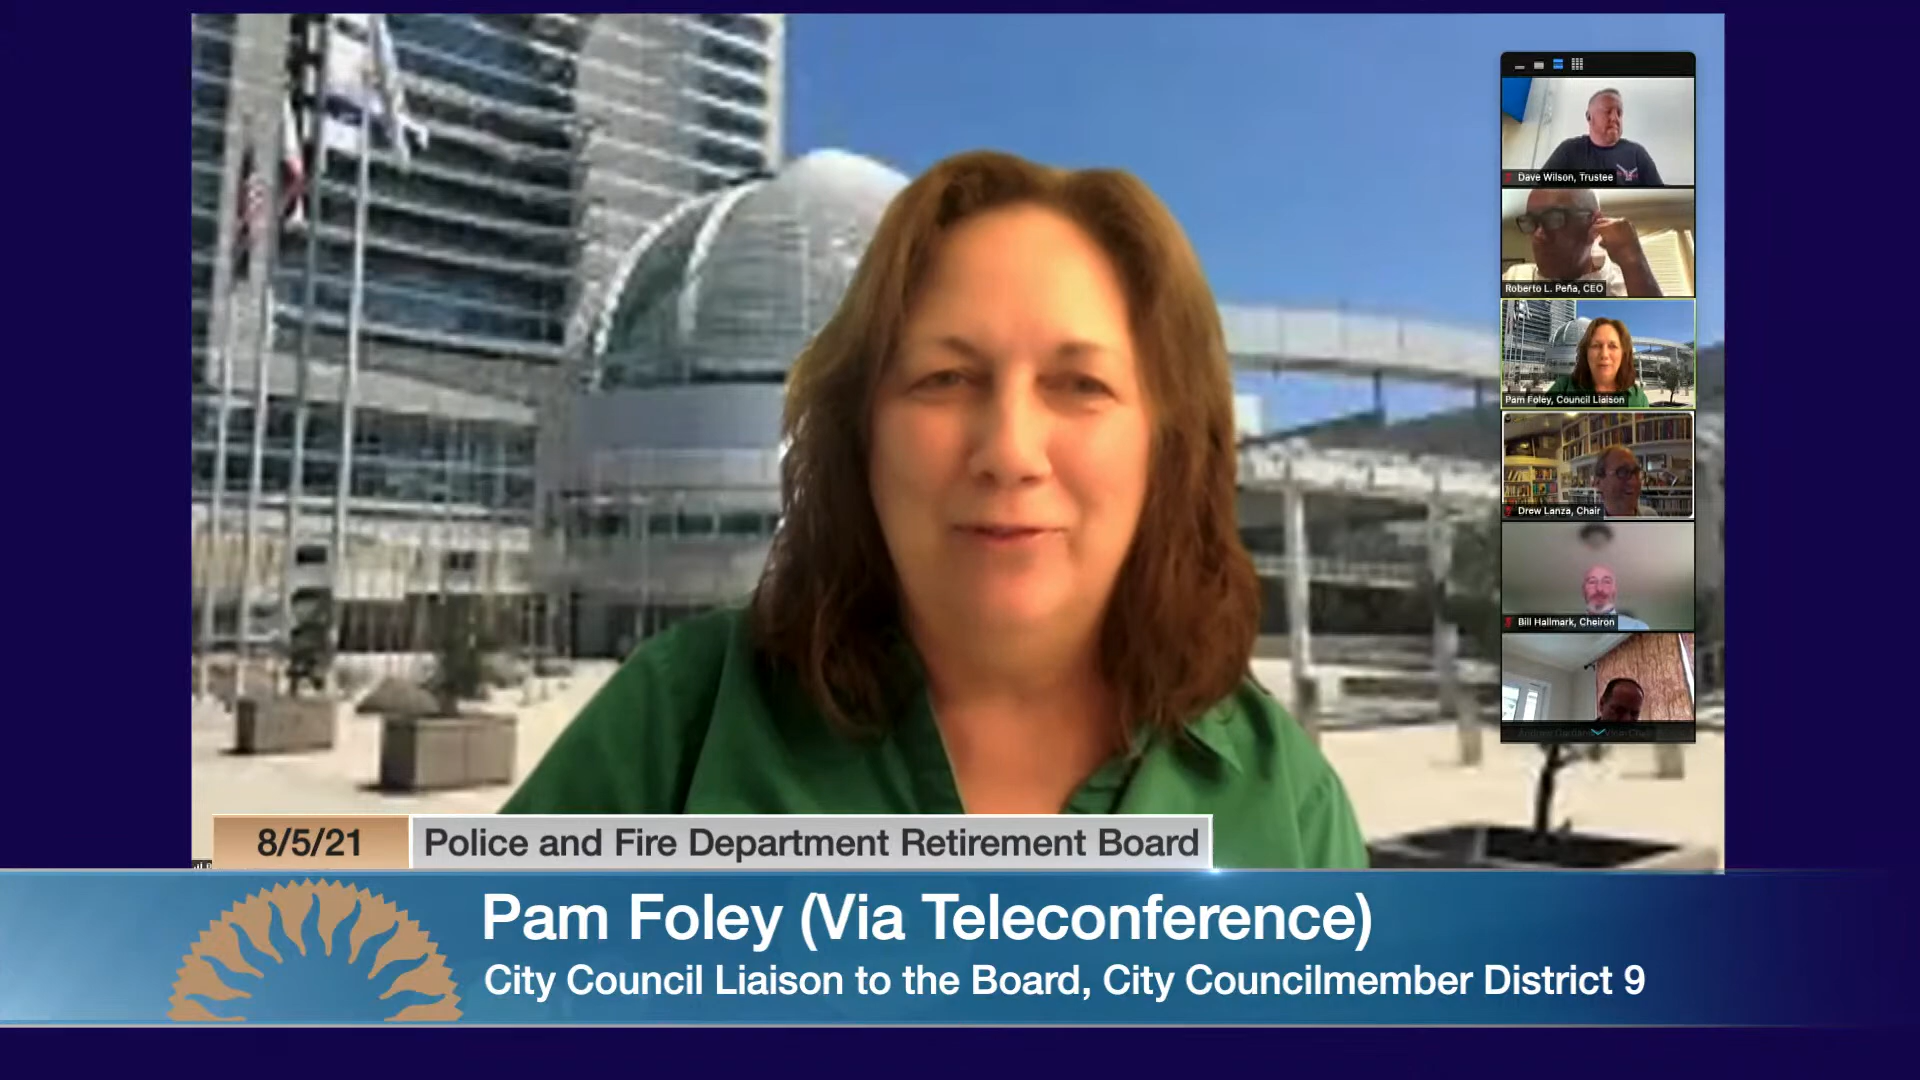 Dave Wilson, Trustee
Roberto L. Peña, CEO
Pam Foley, Council Liaison
Drew Lanza, Chair
Bill Hallmark, Cheiron
8/5/21
Police and Fire Department Retirement Board
Pam Foley (Via Teleconference)
City Council Liaison to the Board, City Councilmember District 9